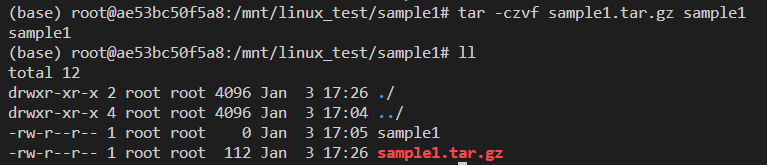 (base) root@ae53bc50f5a8:/mnt/linux_test/sample1# tar -czvf sample1.tar.gz sample1
sample1
(base) root@ae53bc50f5a8:/mnt/linux_test/sample1# ll
total 12
drwxr-xr-x 2 root root 4096 Jan  3 17:26 ./
drwxr-xr-x 4 root root 4096 Jan  3 17:04 ../
-rw-r--r-- 1 root root    0 Jan  3 17:05 sample1
-rw-r--r-- 1 root root  112 Jan  3 17:26 sample1.tar.gz